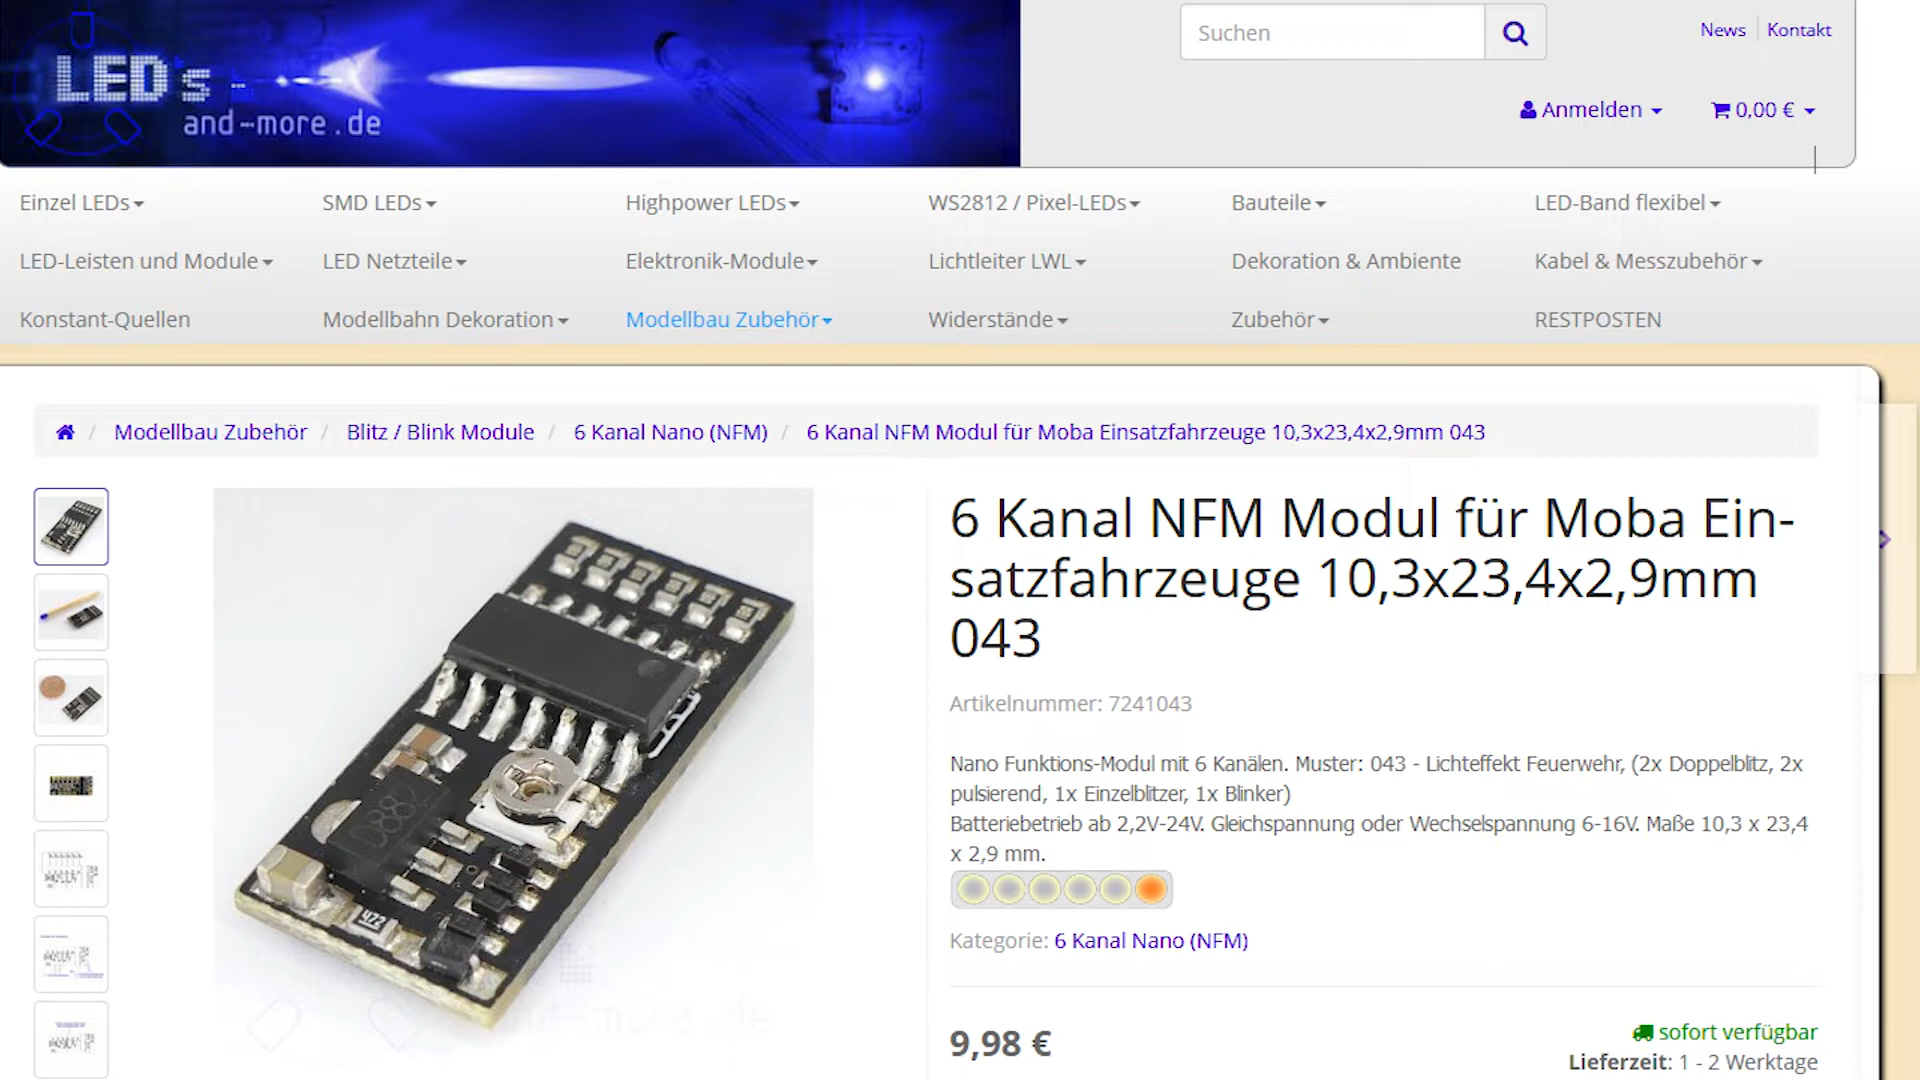 LEDs -
and-more.de
Suchen
News
Kontakt
Anmelden
0,00 €
Einzel LEDs
SMD LEDs
Highpower LEDs
WS2812 / Pixel-LEDs
Bauteile
LED-Band flexibel
LED-Leisten und Module
LED Netzteile
Elektronik-Module
Lichtleiter LWL
Dekoration & Ambiente
Kabel & Messzubehör
Konstant-Quellen
Modellbahn Dekoration
Modellbau Zubehör
Widerstände
Zubehör
RESTPOSTEN
/ Modellbau Zubehör / Blitz / Blink Module / 6 Kanal Nano (NFM) / 6 Kanal NFM Modul für Moba Einsatzfahrzeuge 10,3x23,4x2,9mm 043
6 Kanal NFM Modul für Moba Ein-
satzfahrzeuge 10,3x23,4x2,9mm
043
Artikelnummer: 7241043
Nano Funktions-Modul mit 6 Kanälen. Muster: 043 - Lichteffekt Feuerwehr, (2x Doppelblitz, 2x
pulsierend, 1x Einzelblitzer, 1x Blinker)
Batteriebetrieb ab 2,2V-24V. Gleichspannung oder Wechselspannung 6-16V. Maße 10,3 x 23,4
x 2,9 mm.
Kategorie: 6 Kanal Nano (NFM)
9,98 €
sofort verfügbar
Lieferzeit: 1 - 2 Werktage
472